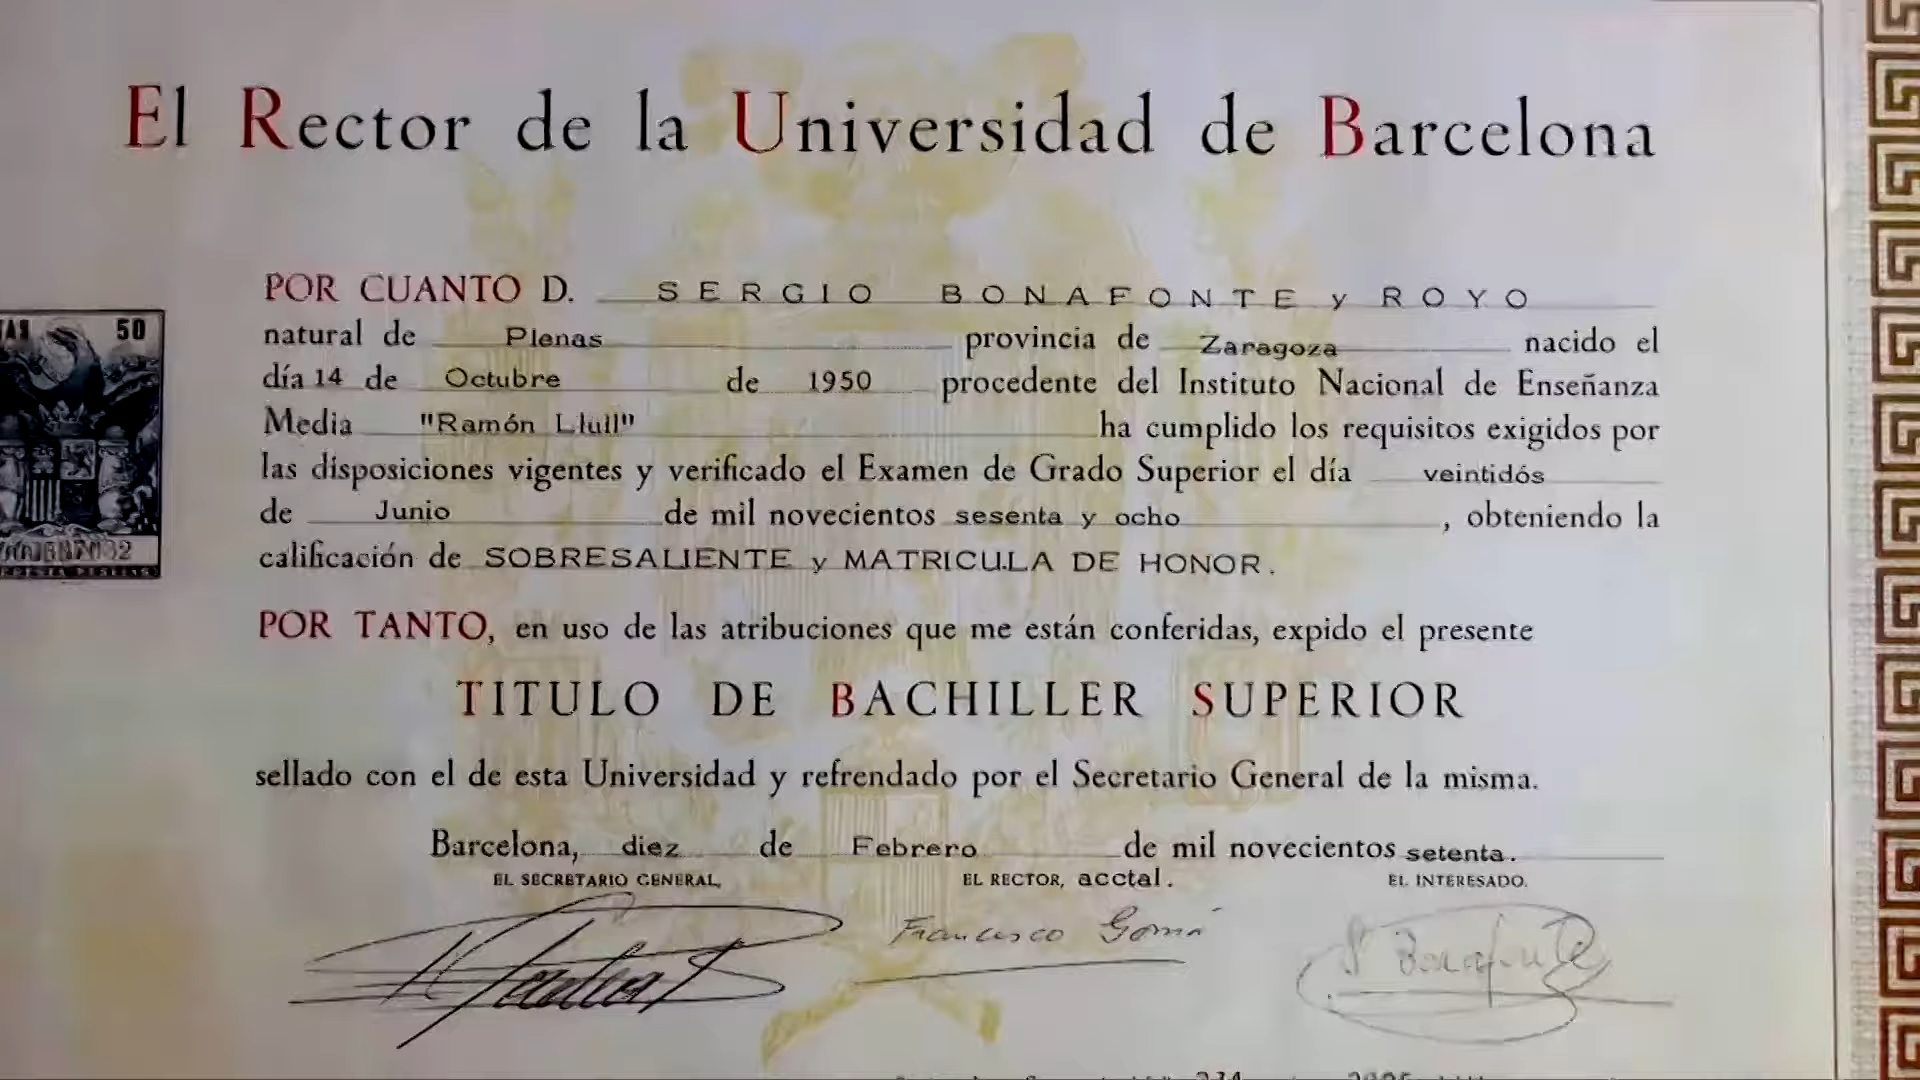 El Rector de la Universidad de Barcelona
POR CUANTO D. SERGIO BONAFONTE y ROYO
natural de Plenas provincia de Zaragoza nacido el
día 14 de Octubre de 1950 procedente del Instituto Nacional de Enseñanza
Media "Ramón Llull" ha cumplido los requisitos exigidos por
las disposiciones vigentes y verificado el Examen de Grado Superior el día veintidós
de Junio de mil novecientos sesenta y ocho , obteniendo la
calificación de SOBRESALIENTE y MATRICULA DE HONOR.
50
POR TANTO, en uso de las atribuciones que me están conferidas, expido el presente
TITULO DE BACHILLER SUPERIOR
sellado con el de esta Universidad y refrendado por el Secretario General de la misma.
Barcelona, diez de Febrero de mil novecientos setenta.
EL SECRETARIO GENERAL, EL RECTOR, acctal. EL INTERESADO.
Francisco Gomá S Bonafonte